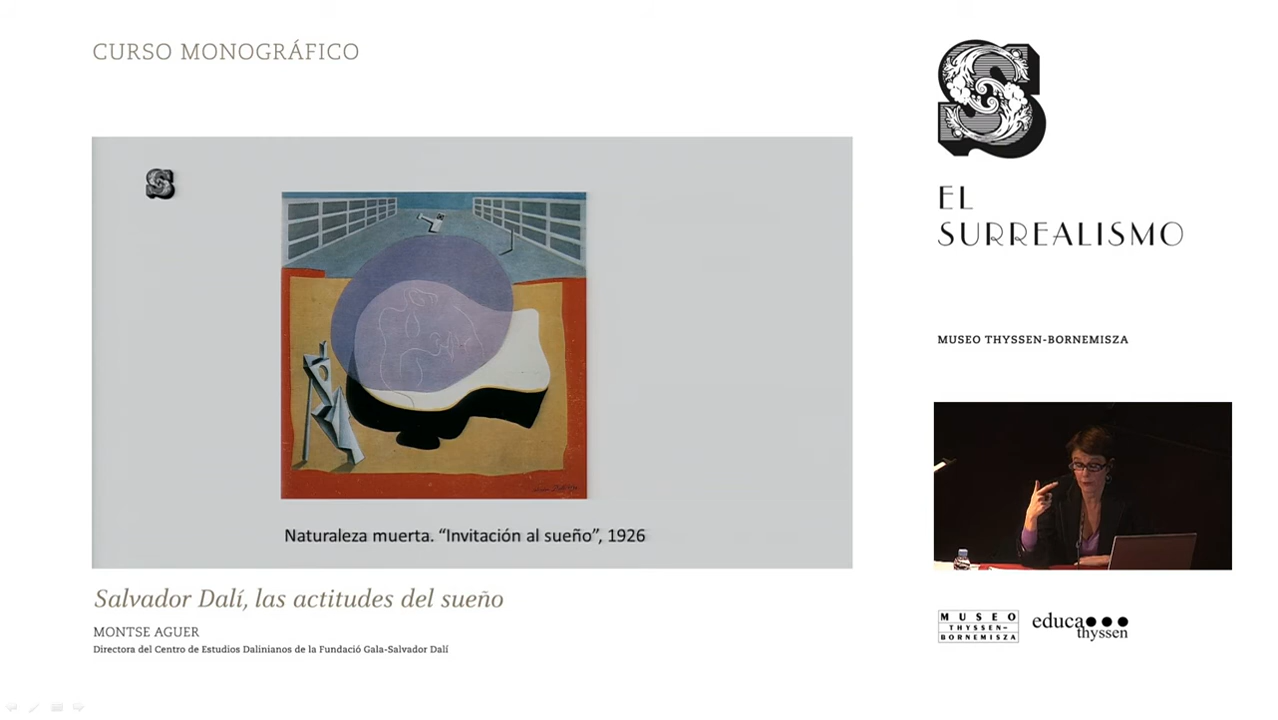 CURSO MONOGRÁFICO
S
EL
SURREALISMO
MUSEO THYSSEN-BORNEMISZA
S
Naturaleza muerta. “Invitación al sueño”, 1926
Salvador Dalí, las actitudes del sueño
MONTSE AGUER
Directora del Centro de Estudios Dalinianos de la Fundació Gala-Salvador Dalí
MUSEO
THYSSEN-
BORNEMISZA
educa
thyssen